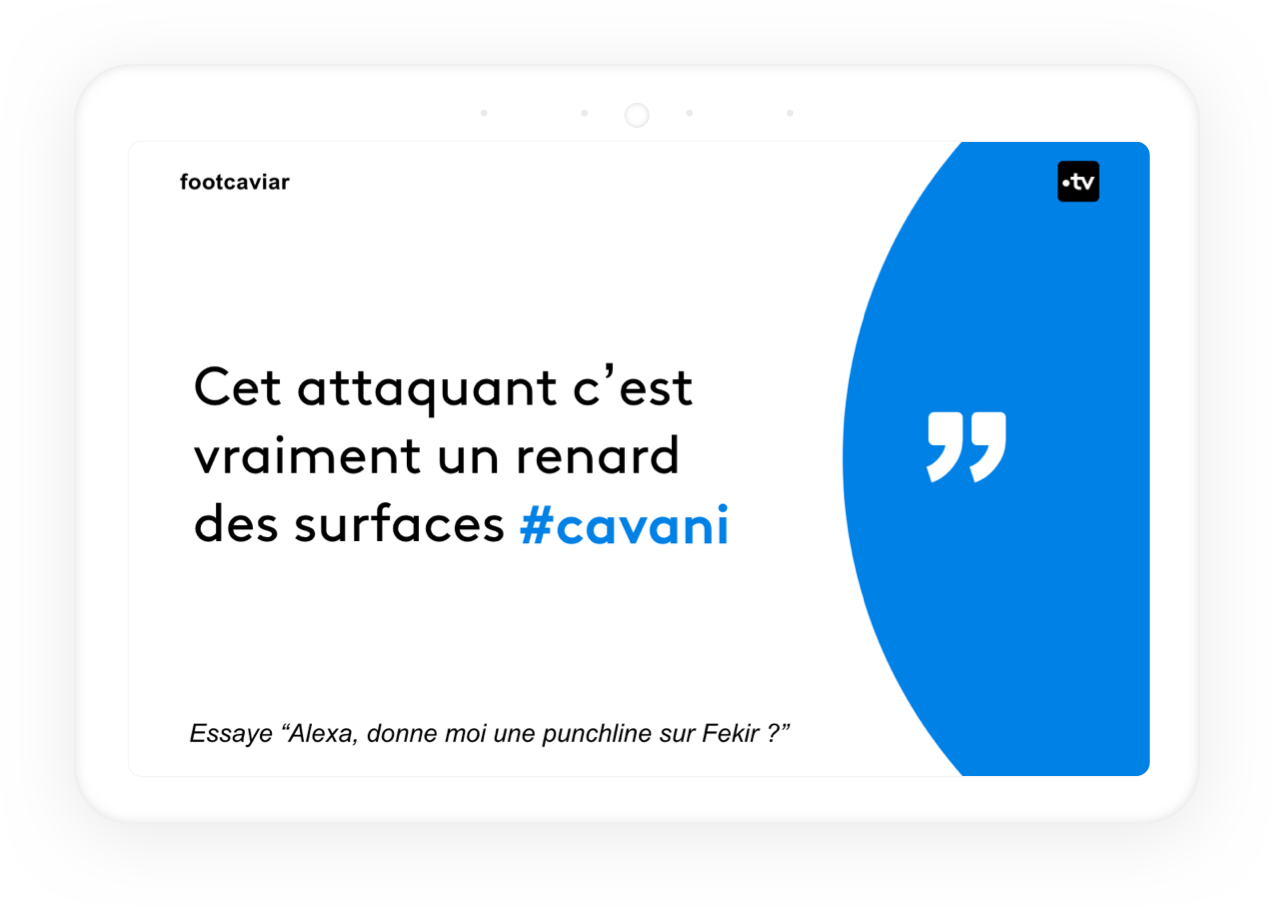 footcaviar
•tv
Cet attaquant c’est
vraiment un renard
des surfaces #cavani
Essaye “Alexa, donne moi une punchline sur Fekir ?”